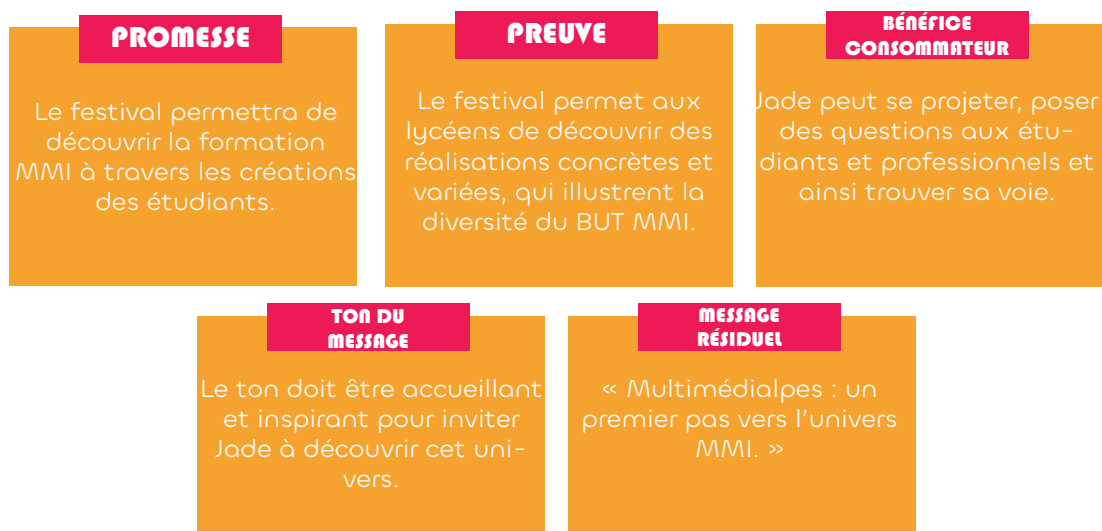 PROMESSE
Le festival permettra de
découvrir la formation
MMI à travers les créations
des étudiants.
PREUVE
Le festival permet aux
lycéens de découvrir des
réalisations concrètes et
variées, qui illustrent la
diversité du BUT MMI.
BÉNÉFICE
CONSOMMATEUR
Jade peut se projeter, poser
des questions aux étu-
diants et professionnels et
ainsi trouver sa voie.
TON DU
MESSAGE
Le ton doit être accueillant
et inspirant pour inviter
Jade à découvrir cet uni-
vers.
MESSAGE
RÉSIDUEL
« Multimédialpes : un
premier pas vers l'univers
MMI. »